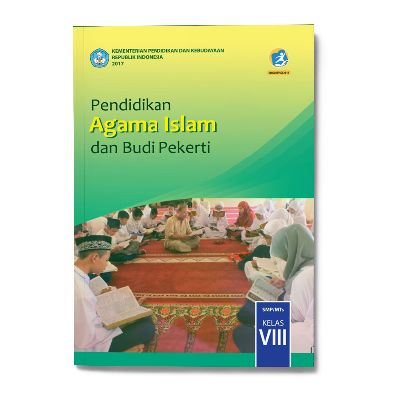 KEMENTERIAN PENDIDIKAN DAN KEBUDAYAAN
REPUBLIK INDONESIA
2017
Pendidikan
Agama Islam
dan Budi Pekerti
SMP/MTs
KELAS
VIII